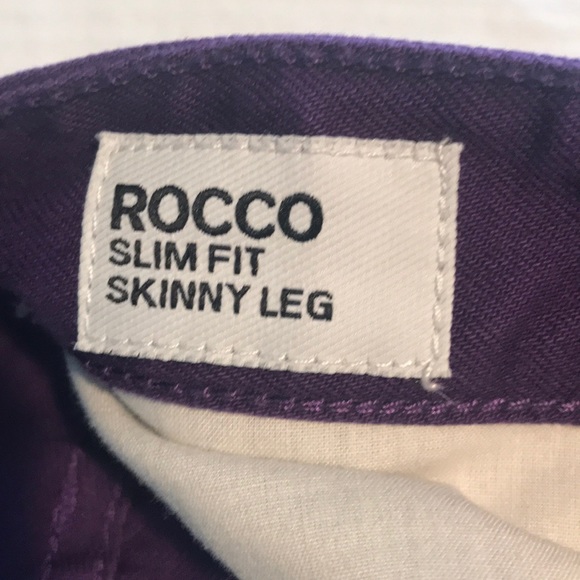 ROCCO
SLIM FIT
SKINNY LEG